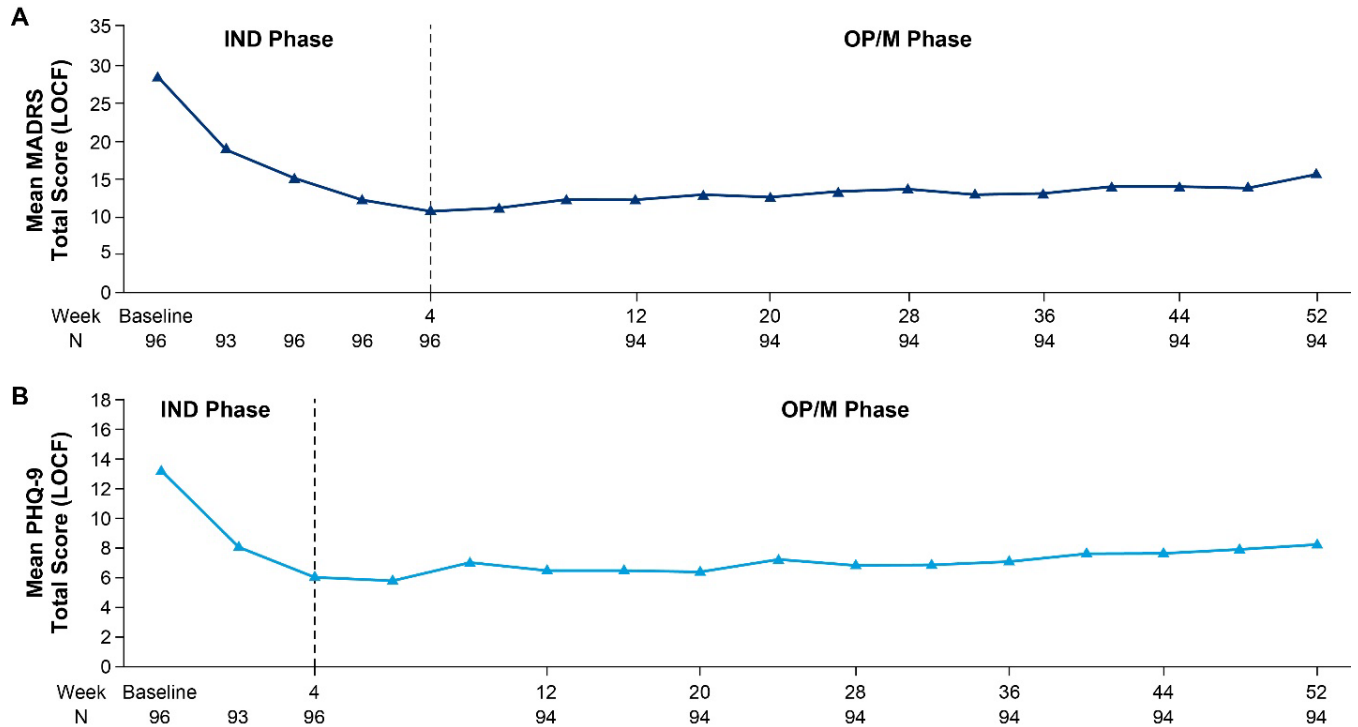 A
Mean MADRS
Total Score (LOCF)
35
30
25
20
15
10
5
0
IND Phase
OP/M Phase
Week Baseline 4 12 20 28 36 44 52
N 96 93 96 96 96 94 94 94 94 94 94
B
Mean PHQ-9
Total Score (LOCF)
18
16
14
12
10
8
6
4
2
0
IND Phase
OP/M Phase
Week Baseline 4 12 20 28 36 44 52
N 96 93 96 94 94 94 94 94 94